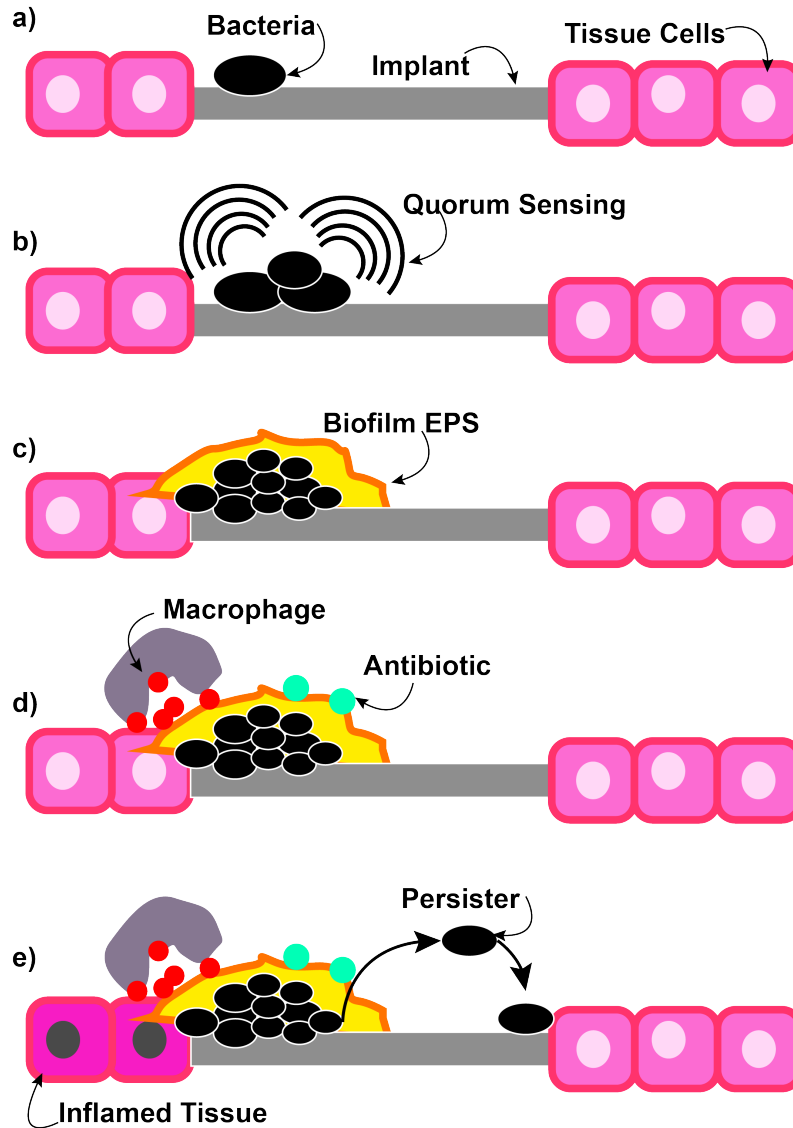 a)
Bacteria
Implant
Tissue Cells
b)
Quorum Sensing
c)
Biofilm EPS
d)
Macrophage
Antibiotic
e)
Persister
Inflamed Tissue